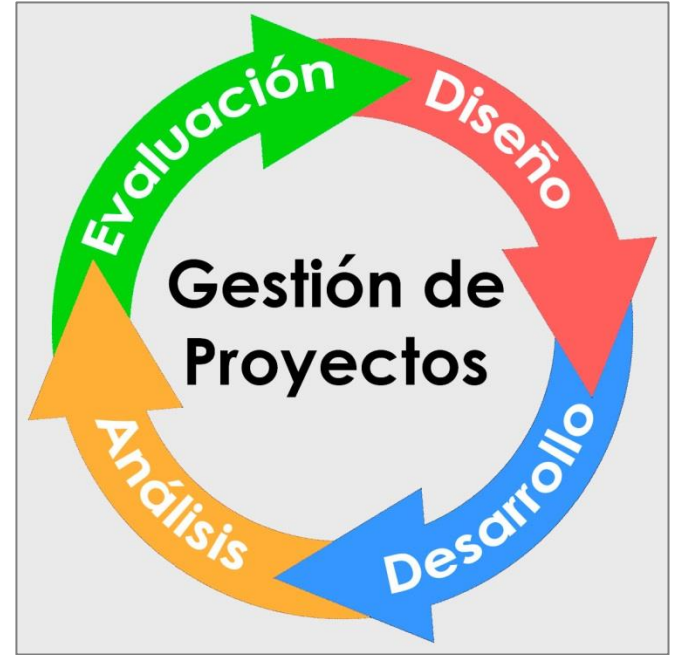 Evaluación
Diseño
Gestión de
Proyectos
Análisis
Desarrollo